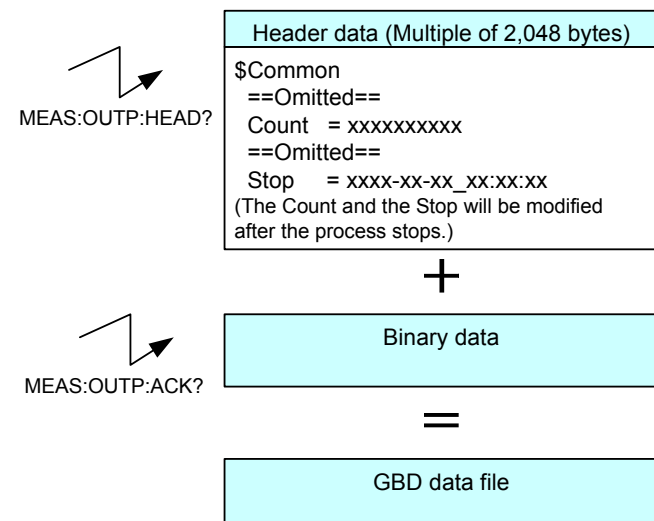 Header data (Multiple of 2,048 bytes)
$Common
==Omitted==
Count = xxxxxxxxxx
==Omitted==
Stop = xxxx-xx-xx_xx:xx:xx
(The Count and the Stop will be modified
after the process stops.)
MEAS:OUTP:HEAD?
+
Binary data
MEAS:OUTP:ACK?
=
GBD data file